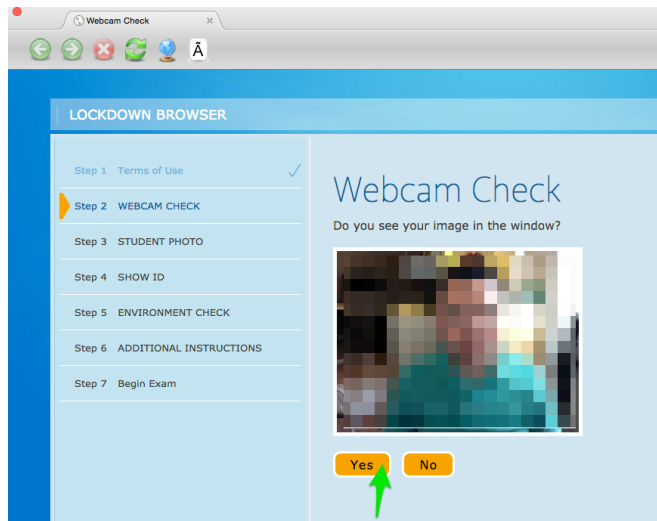 Webcam Check ×
Ã
LOCKDOWN BROWSER
Step 1 Terms of Use
Step 2 WEBCAM CHECK
Step 3 STUDENT PHOTO
Step 4 SHOW ID
Step 5 ENVIRONMENT CHECK
Step 6 ADDITIONAL INSTRUCTIONS
Step 7 Begin Exam
Webcam Check
Do you see your image in the window?
Yes No